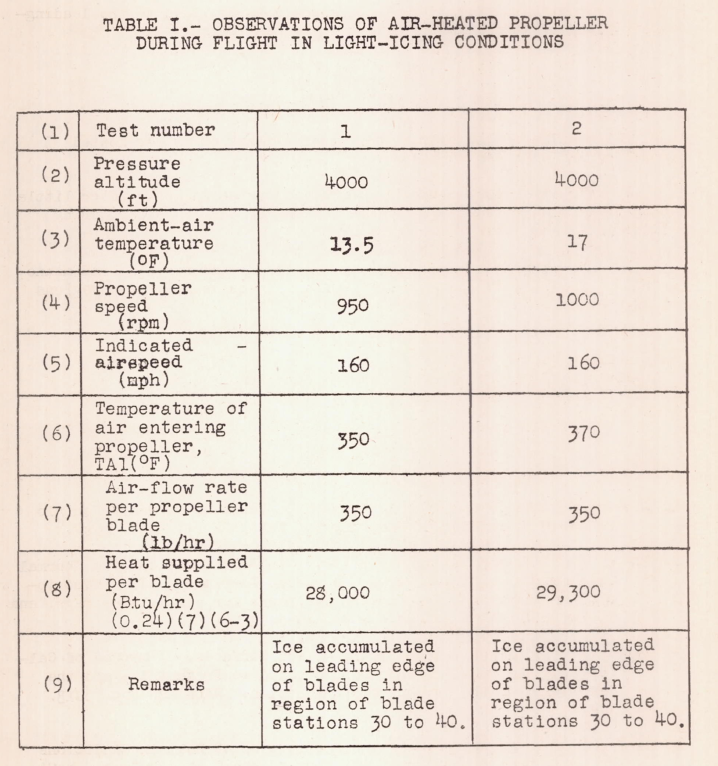 TABLE I.- OBSERVATIONS OF AIR-HEATED PROPELLER
DURING FLIGHT IN LIGHT-ICING CONDITIONS
(1) Test number 1 2
(2) Pressure
altitude
(ft) 4000 4000
(3) Ambient-air
temperature
(°F) 13.5 17
(4) Propeller
speed
(rpm) 950 1000
(5) Indicated -
airspeed
(mph) 160 160
(6) Temperature of
air entering
propeller,
TA1(°F) 350 370
(7) Air-flow rate
per propeller
blade
(lb/hr) 350 350
(8) Heat supplied
per blade
(Btu/hr)
(0.24)(7)(6-3) 28,000 29,300
(9) Remarks
Ice accumulated
on leading edge
of blades in
region of blade
stations 30 to 40.
Ice accumulated
on leading edge
of blades in
region of blade
stations 30 to 40.